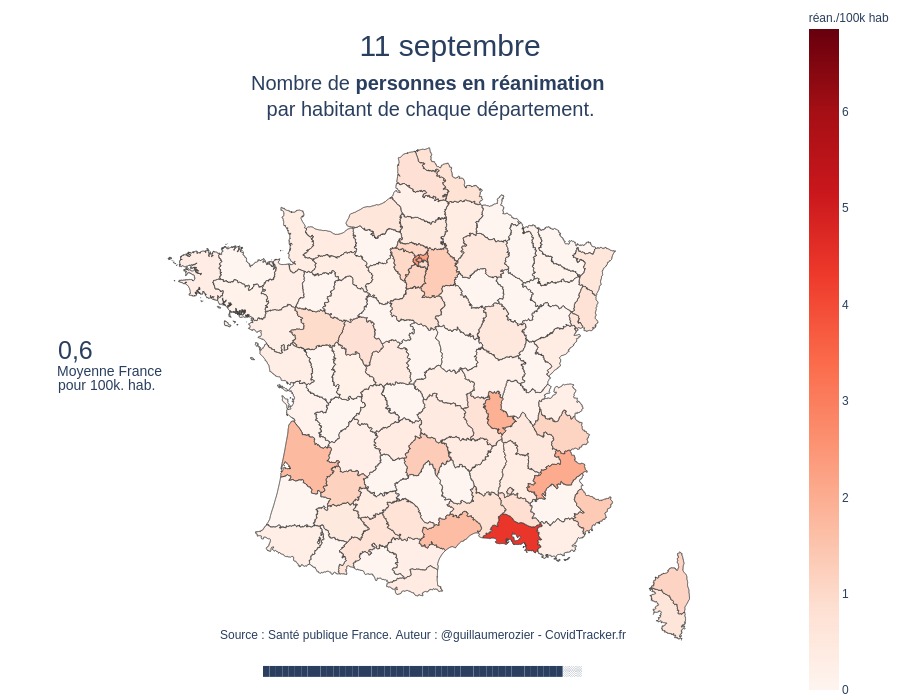 réan./100k hab
11 septembre
Nombre de personnes en réanimation
par habitant de chaque département.
6
5
4
3
2
1
0
0,6
Moyenne France
pour 100k. hab.
Source : Santé publique France. Auteur : @guillaumerozier - CovidTracker.fr